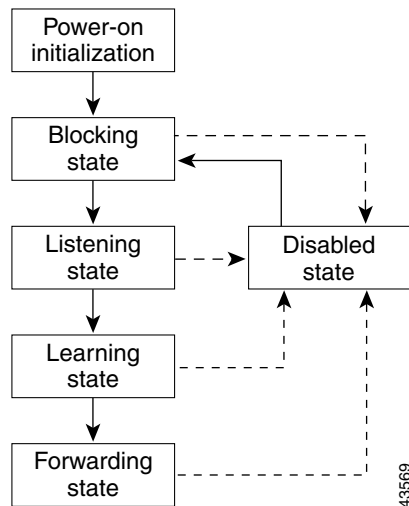 Power-on
initialization
Blocking
state
Listening
state
Disabled
state
Learning
state
Forwarding
state
43569